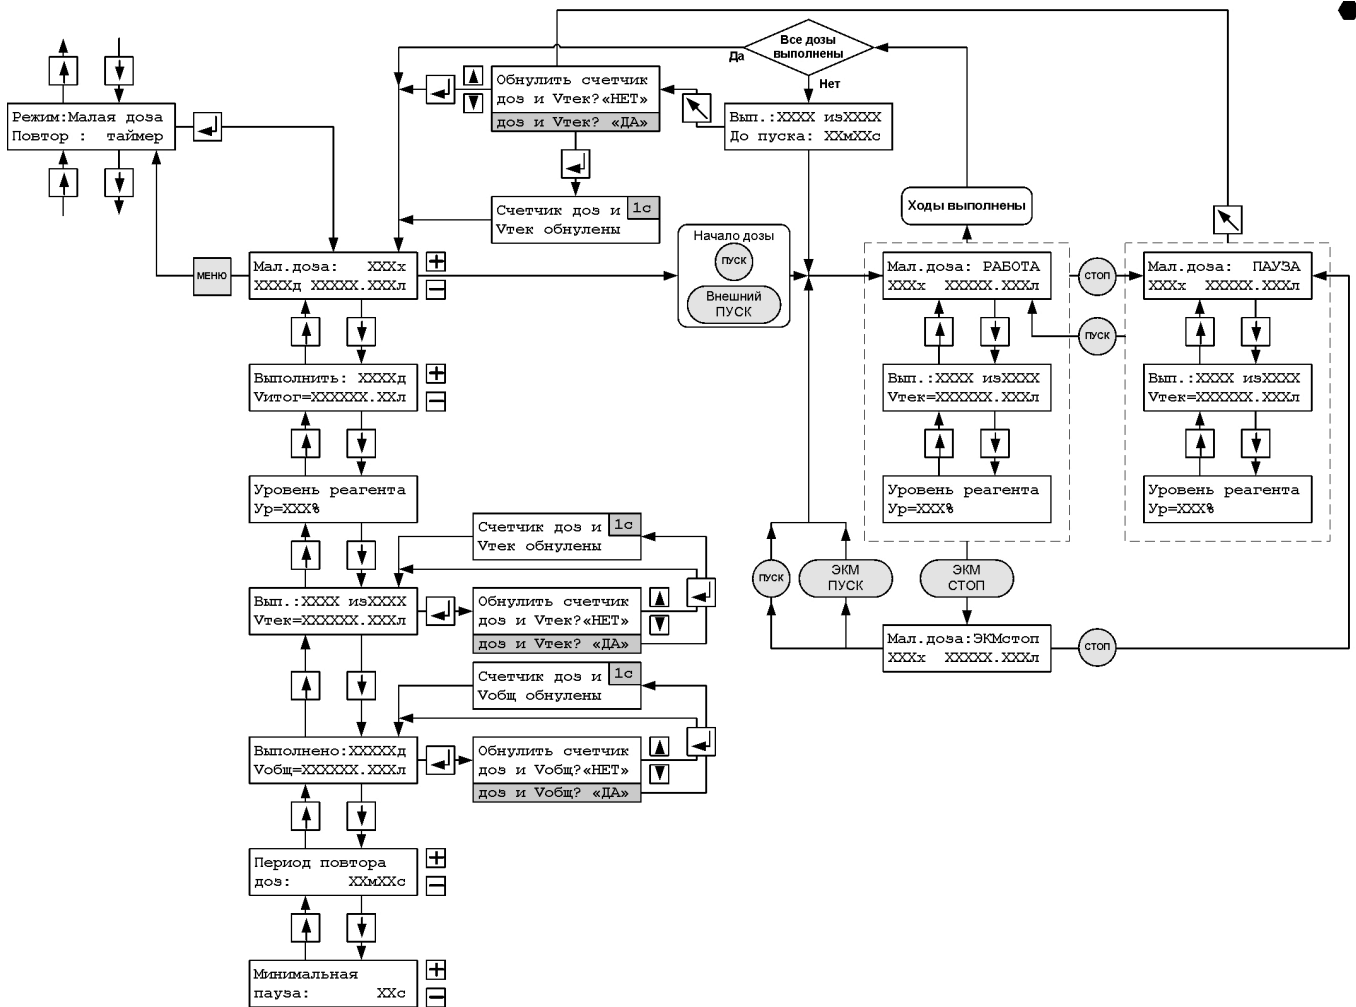 Все дозы
выполнены
Да
Нет
Режим:Малая доза
Повтор : таймер
Обнулить счетчик
доз и Vтек?«НЕТ»
доз и Vтек? «ДА»
Вып.:XXXX изXXXX
До пуска: XXмXXс
Счетчик доз и 1с
Vтек обнулены
Ходы выполнены
Начало дозы
ПУСК
Внешний
ПУСК
МЕНЮ
Мал.доза: XXXх
XXXXд XXXXX.XXXл
+
−
Мал.доза: РАБОТА
XXXх XXXXX.XXXл
СТОП
Мал.доза: ПАУЗА
XXXх XXXXX.XXXл
ПУСК
Выполнить: XXXXд
Vитог=XXXXXX.XXл
+
−
Вып.:XXXX изXXXX
Vтек=XXXXXX.XXXл
Вып.:XXXX изXXXX
Vтек=XXXXXX.XXXл
Уровень реагента
Ур=XXX%
Уровень реагента
Ур=XXX%
Уровень реагента
Ур=XXX%
Счетчик доз и 1с
Vтек обнулены
ПУСК
ЭКМ
ПУСК
ЭКМ
СТОП
Вып.:XXXX изXXXX
Vтек=XXXXXX.XXXл
Обнулить счетчик
доз и Vтек?«НЕТ»
доз и Vтек? «ДА»
Мал.доза:ЭКМстоп
XXXх XXXXX.XXXл
СТОП
Счетчик доз и 1с
Vобщ обнулены
Выполнено:XXXXXд
Vобщ=XXXXXX.XXXл
Обнулить счетчик
доз и Vобщ?«НЕТ»
доз и Vобщ? «ДА»
Период повтора
доз: XXмXXс
+
−
Минимальная
пауза: XXс
+
−